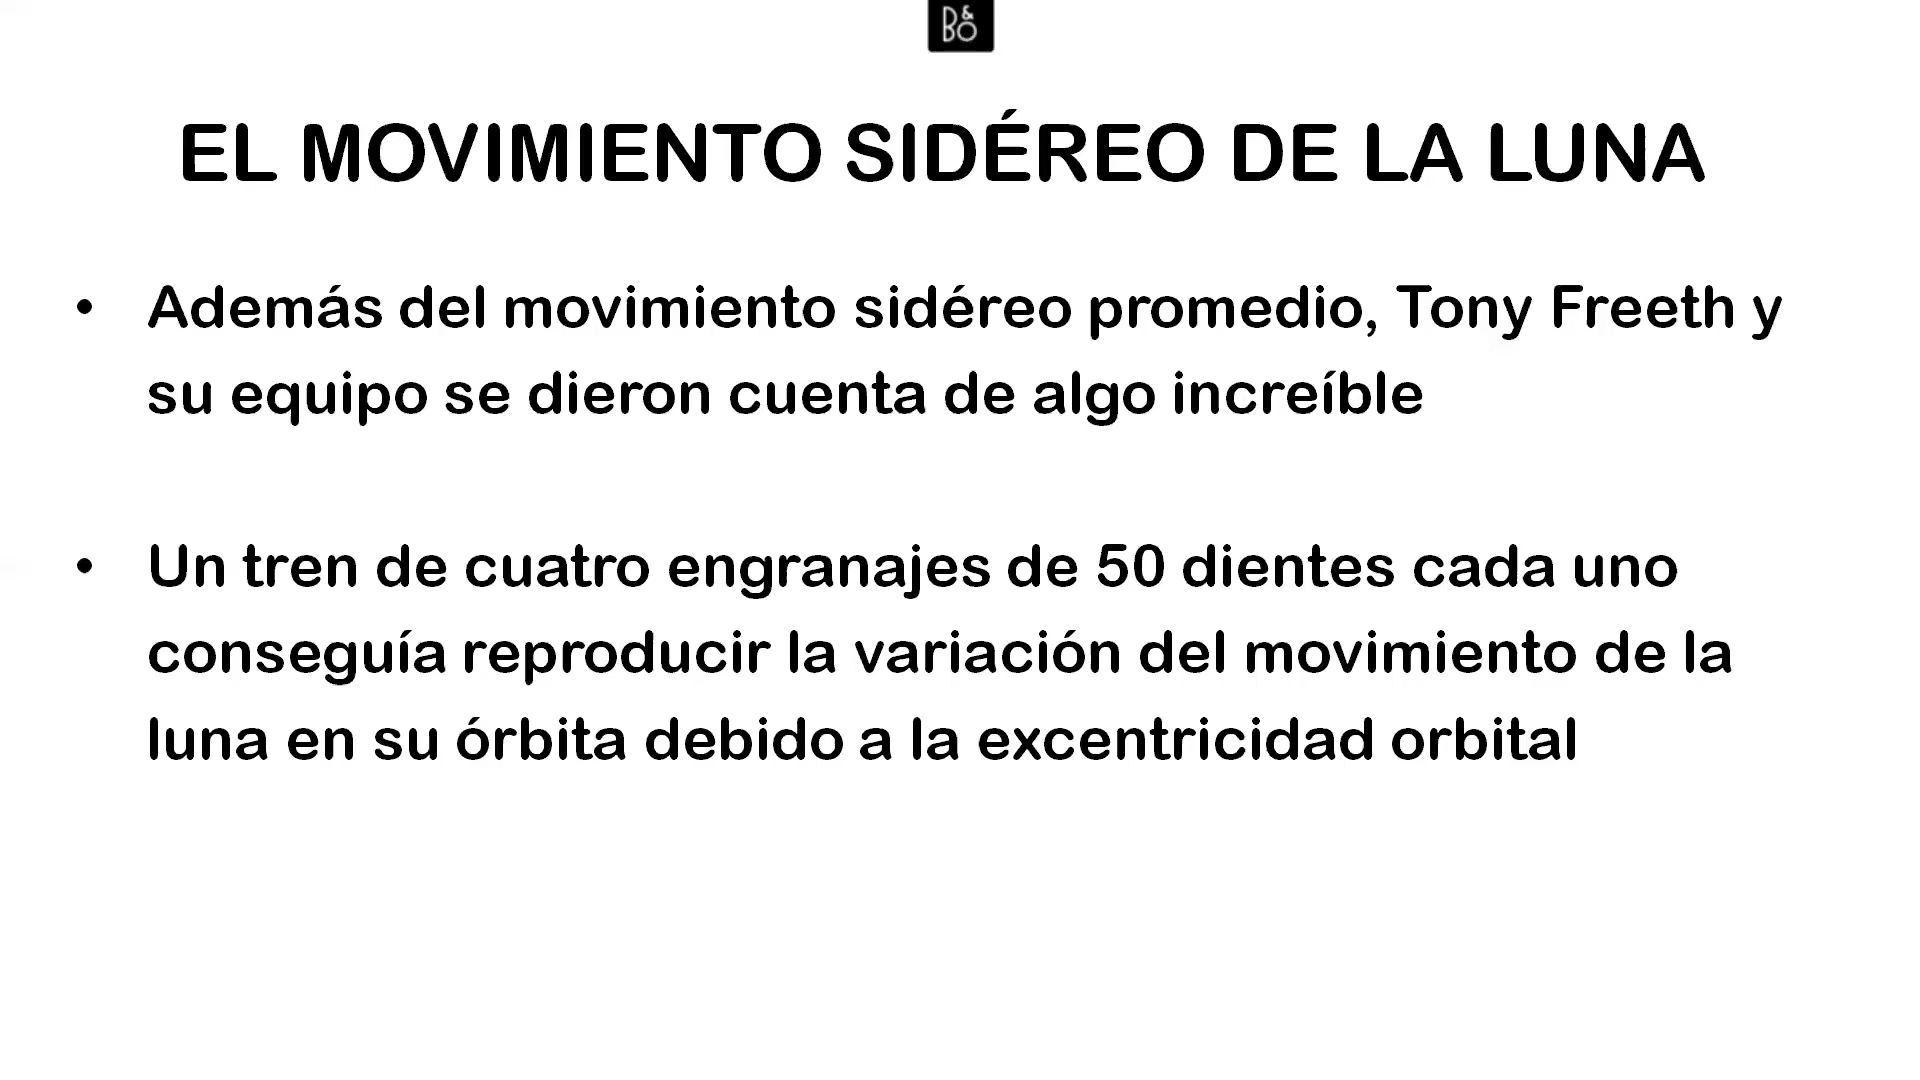 B&O
EL MOVIMIENTO SIDÉREO DE LA LUNA
• Además del movimiento sidéreo promedio, Tony Freeth y
su equipo se dieron cuenta de algo increíble
• Un tren de cuatro engranajes de 50 dientes cada uno
conseguía reproducir la variación del movimiento de la
luna en su órbita debido a la excentricidad orbital